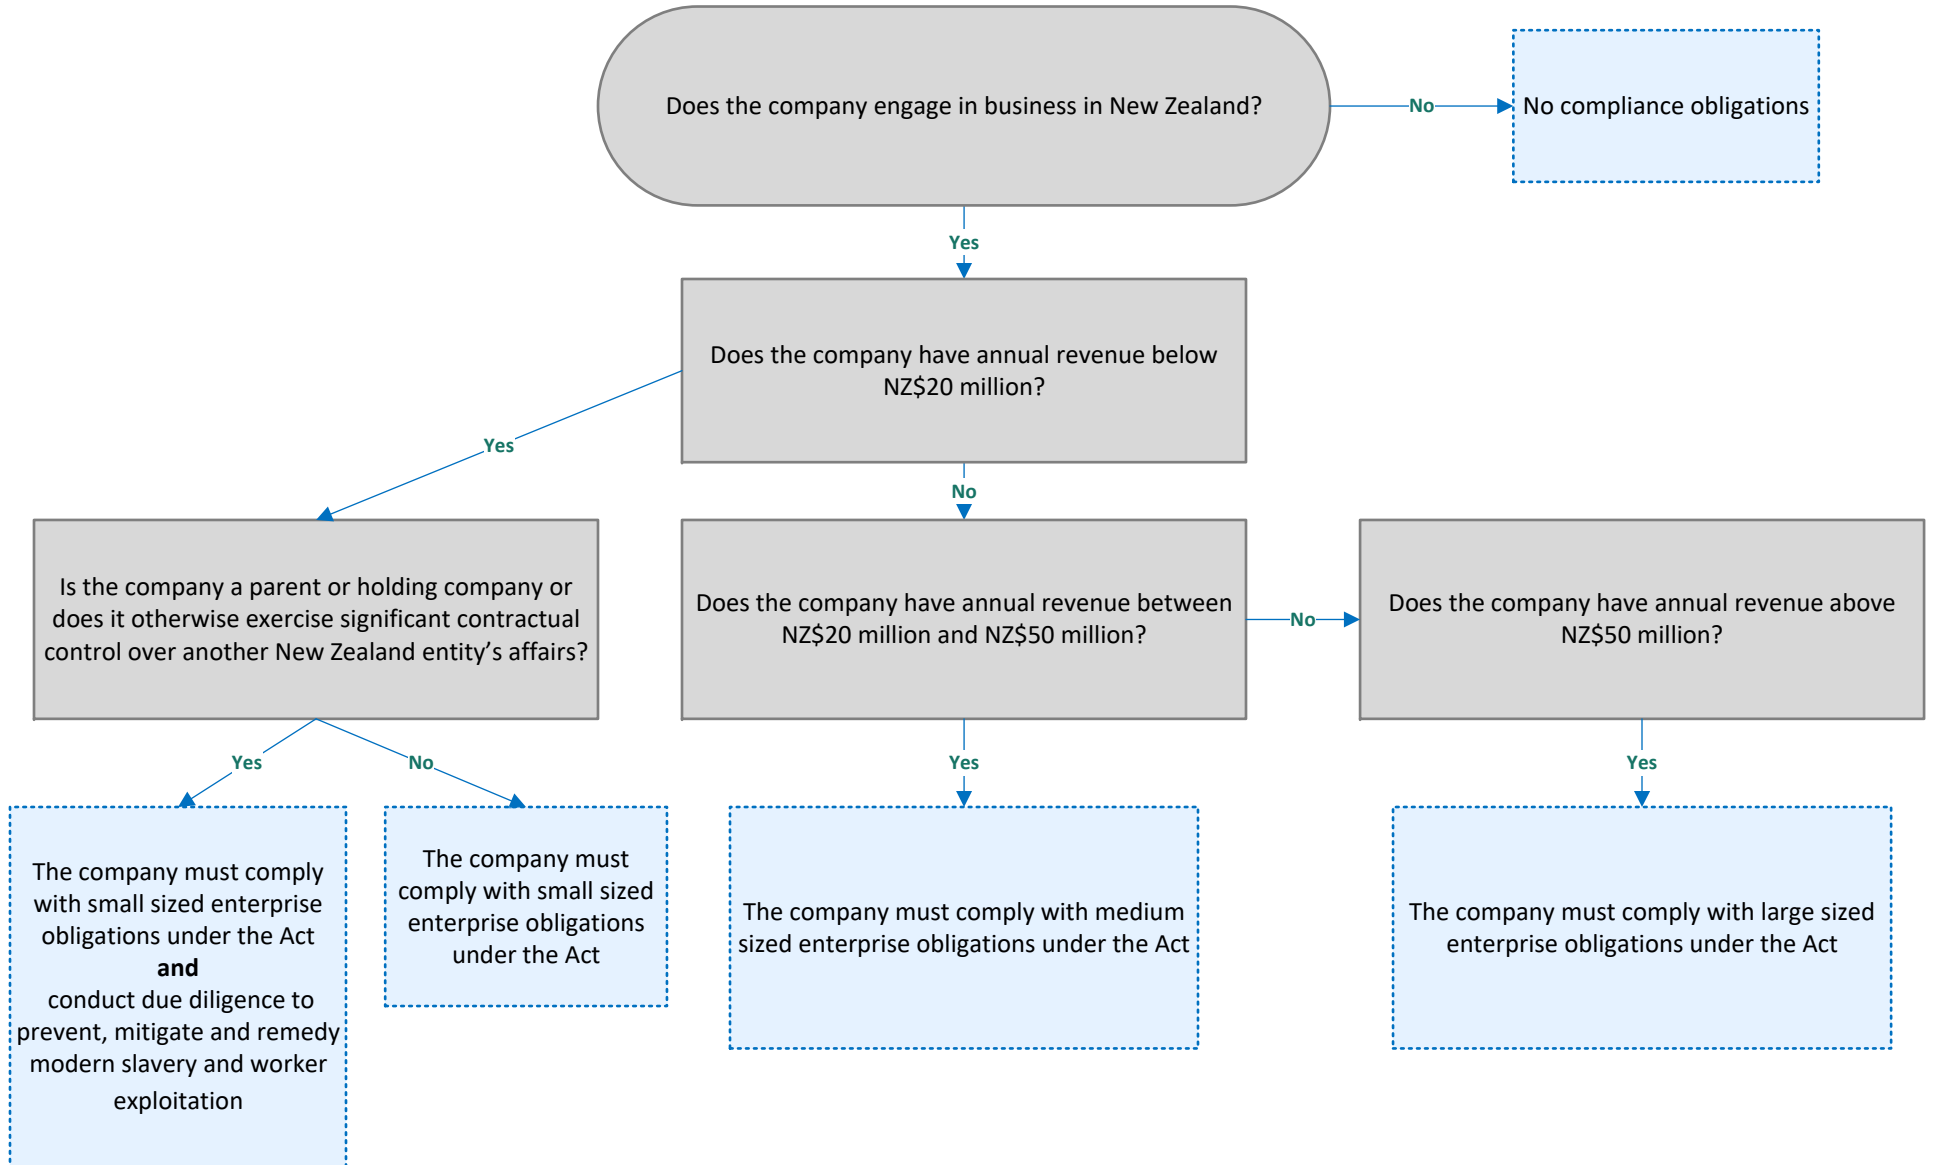 Does the company engage in business in New Zealand?
No
No compliance obligations
Yes
Does the company have annual revenue below
NZ$20 million?
Yes
No
Is the company a parent or holding company or
does it otherwise exercise significant contractual
control over another New Zealand entity’s affairs?
Does the company have annual revenue between
NZ$20 million and NZ$50 million?
No
Does the company have annual revenue above
NZ$50 million?
Yes
No
Yes
Yes
The company must comply
with small sized enterprise
obligations under the Act
and
conduct due diligence to
prevent, mitigate and remedy
modern slavery and worker
exploitation
The company must
comply with small sized
enterprise obligations
under the Act
The company must comply with medium
sized enterprise obligations under the Act
The company must comply with large sized
enterprise obligations under the Act